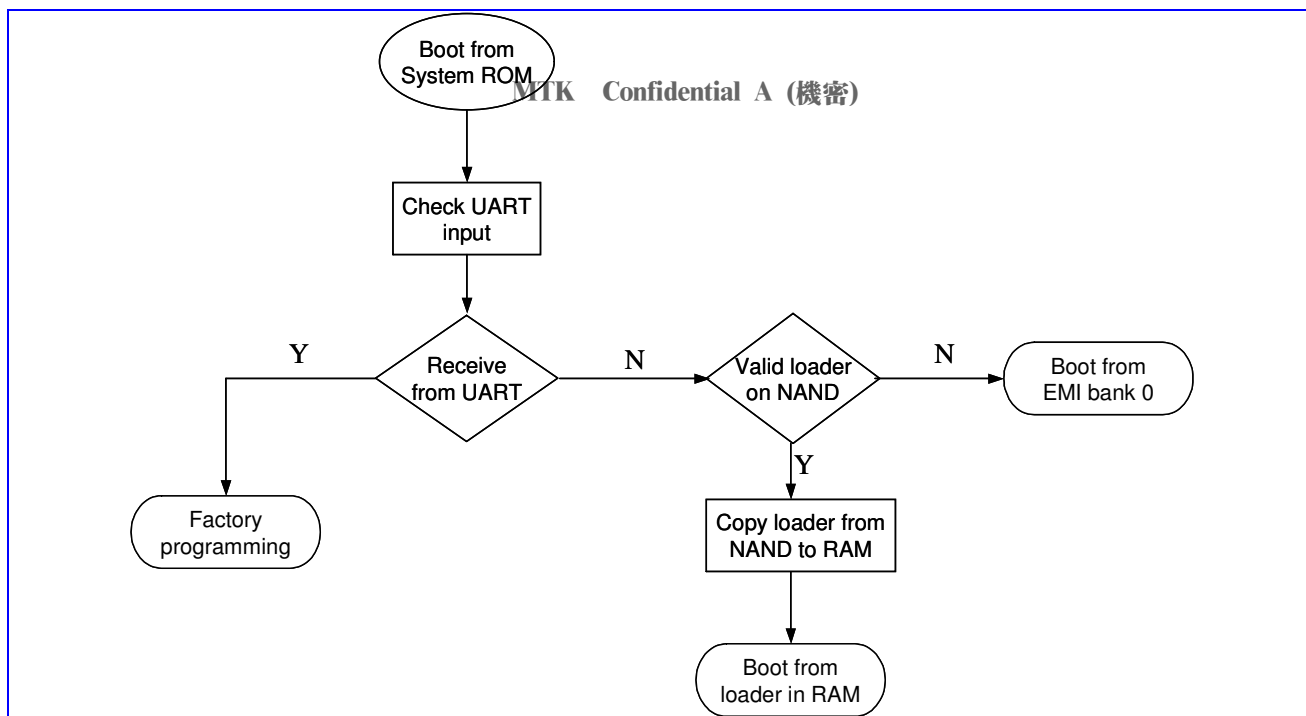 Boot from
System ROM
MTK Confidential A (機密)
Check UART
input
Y
Receive
from UART
N
Valid loader
on NAND
N
Boot from
EMI bank 0
Y
Factory
programming
Copy loader from
NAND to RAM
Boot from
loader in RAM